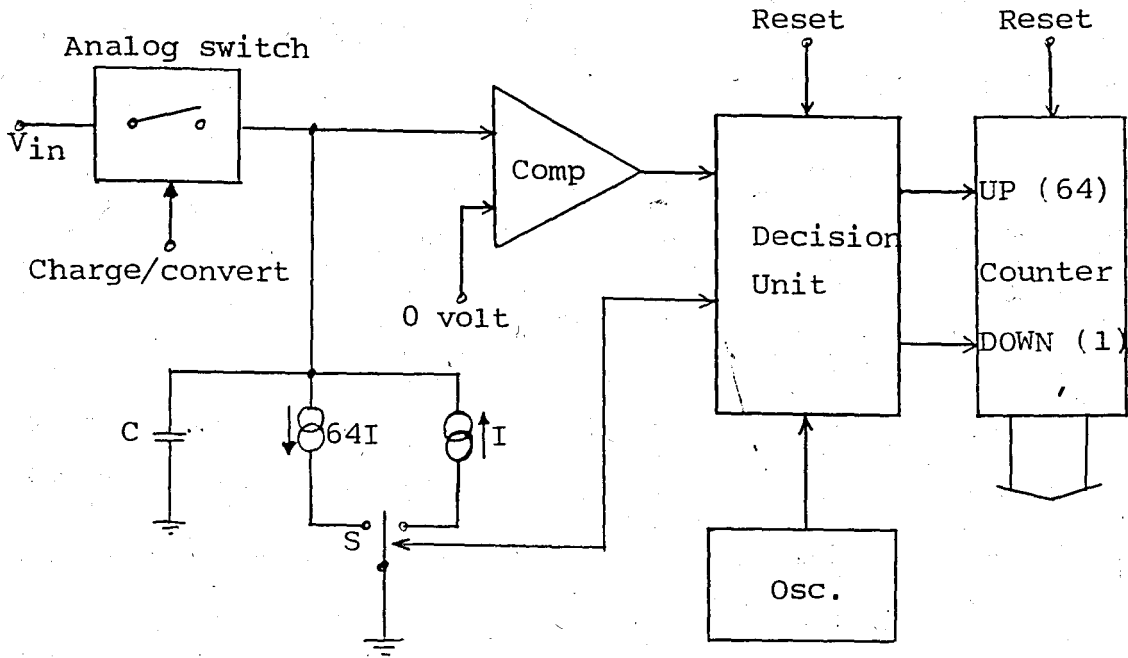 Reset
Reset
Analog switch
Vin
Comp
UP (64)
Charge/convert
Decision
Unit
Counter
0 volt
DOWN (1)
C
64I
I
S
Osc.